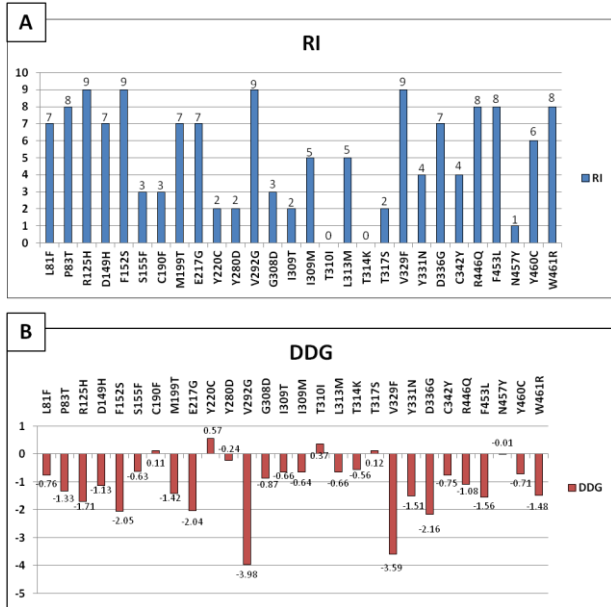 A
RI
10
9
8
7
6
5
4
3
2
1
0
7 8 9 7 9 3 3 7 7 2 2 9 3 2 5 0 5 0 2 9 4 7 4 8 8 1 6 8
L81F P83T R125H D149H F152S S155F C190F M199T E217G Y220C Y280D V292G G308D I309T I309M T310I L313M T314K T317S V329F Y331N D336G C342Y R446Q F453L N457Y Y460C W461R
RI
B
DDG
L81F P83T R125H D149H F152S S155F C190F M199T E217G Y220C Y280D V292G G308D I309T I309M T310I L313M T314K T317S V329F Y331N D336G C342Y R446Q F453L N457Y Y460C W461R
1
0
-1
-2
-3
-4
-5
-0.76 -1.33 -1.71 -1.13 -2.05 -0.63 0.11 -1.42 -2.04 0.57 -0.24 -3.98 -0.87 -0.66 -0.64 0.37 -0.66 -0.56 0.12 -3.59 -1.51 -2.16 -0.75 -1.08 -1.56 -0.01 -0.71 -1.48
DDG